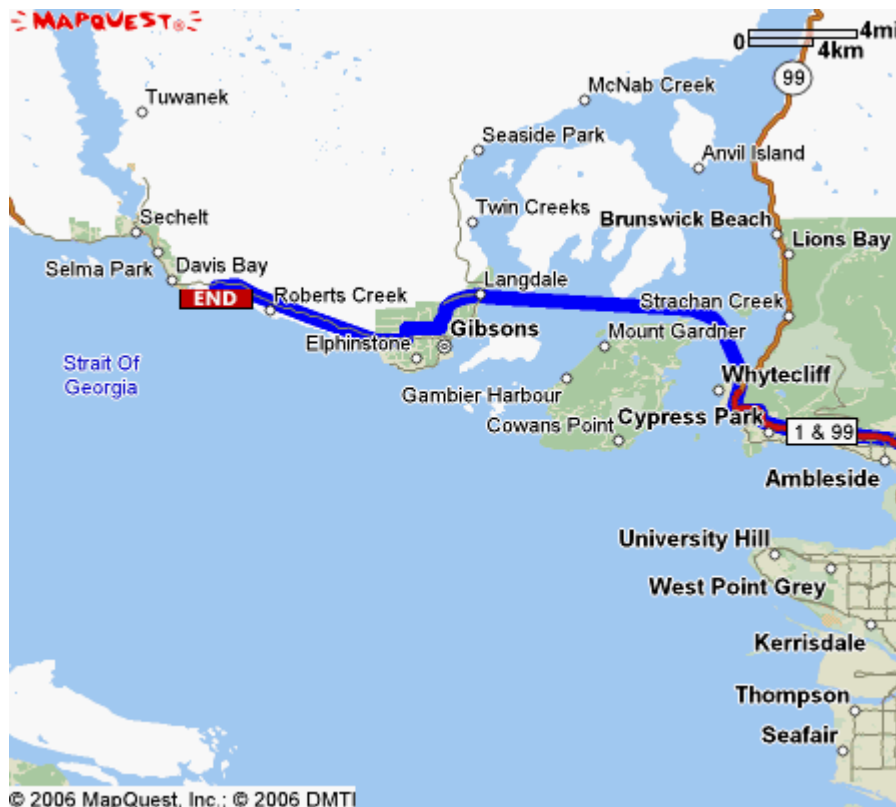 MAPQUEST®
0
4mi
4km
99
McNab Creek
Tuwanek
Seaside Park
Anvil Island
Twin Creeks
Brunswick Beach
Sechelt
Lions Bay
Selma Park
Davis Bay
Langdale
END
Roberts Creek
Strachan Creek
Gibsons
Mount Gardner
Elphinstone
Strait Of
Georgia
Whytecliff
Gambier Harbour
Cowans Point
Cypress Park
1 & 99
Ambleside
University Hill
West Point Grey
Kerrisdale
Thompson
Seafair
© 2006 MapQuest, Inc.; © 2006 DMTI